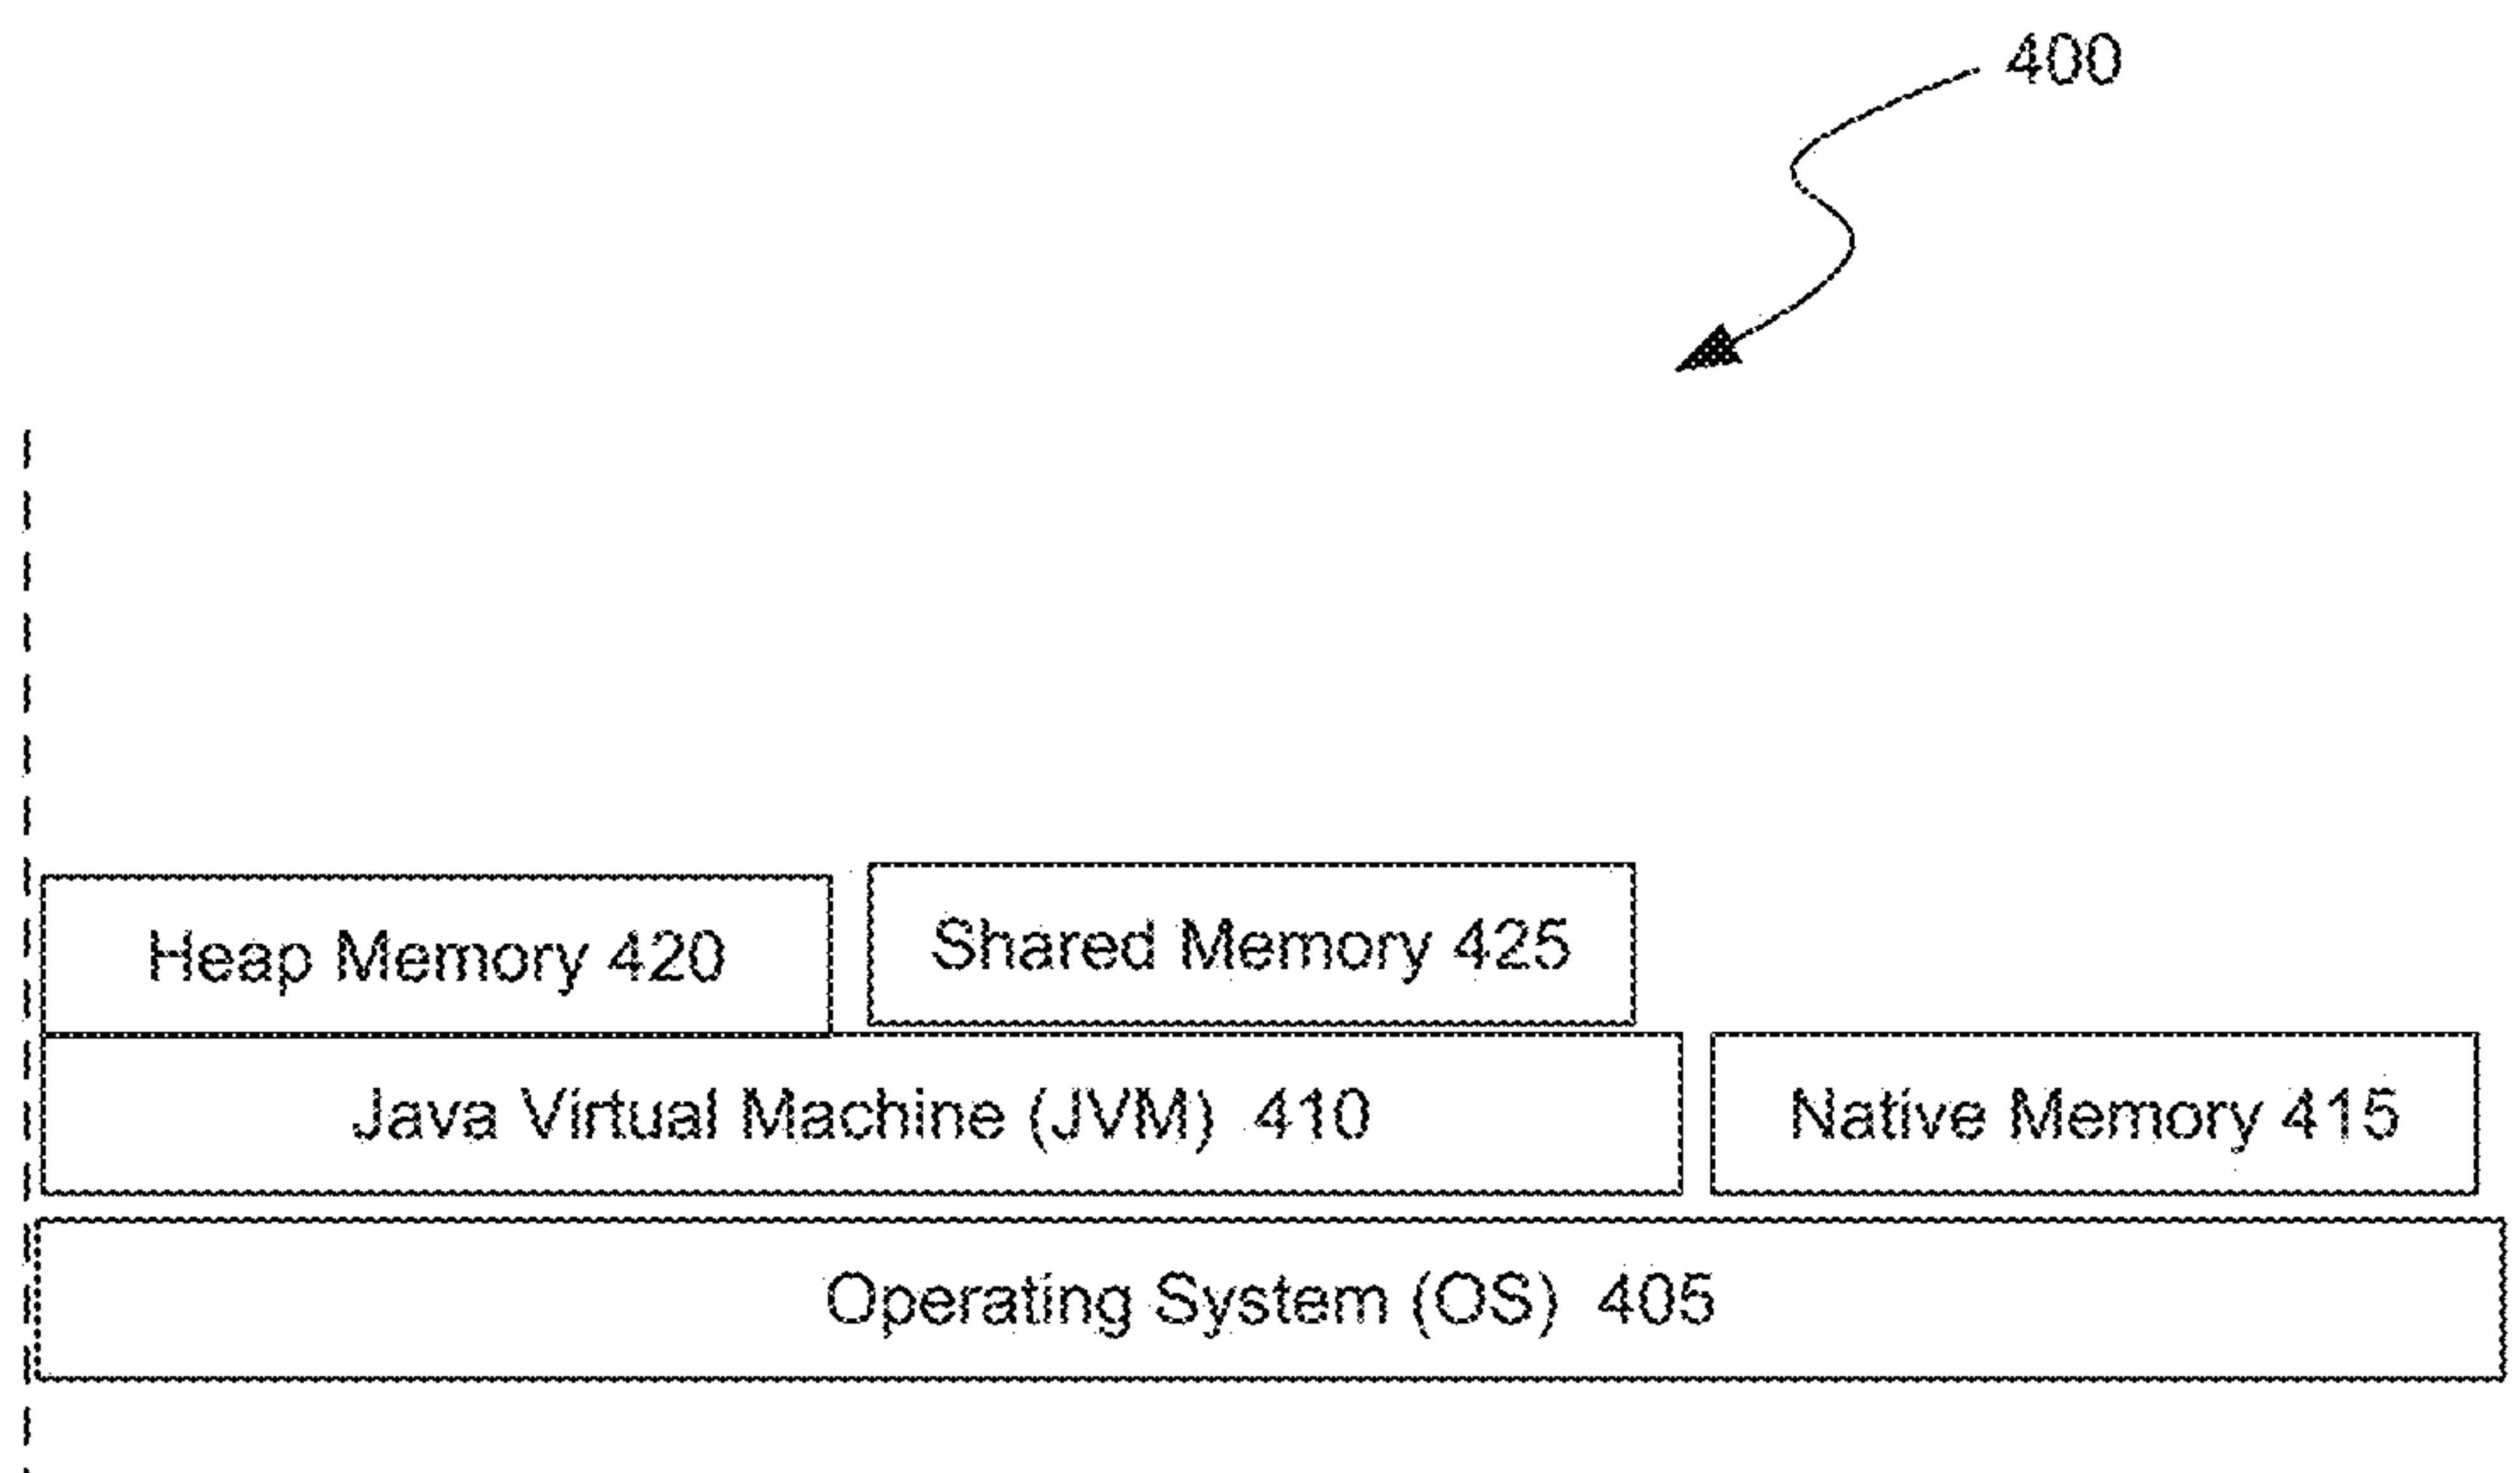 400
Heap Memory 420
Shared Memory 425
Java Virtual Machine (JVM) 410
Native Memory 415
Operating System (OS) 405